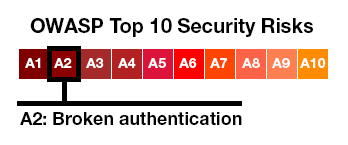 OWASP Top 10 Security Risks
A1 A2 A3 A4 A5 A6 A7 A8 A9 A10
A2: Broken authentication